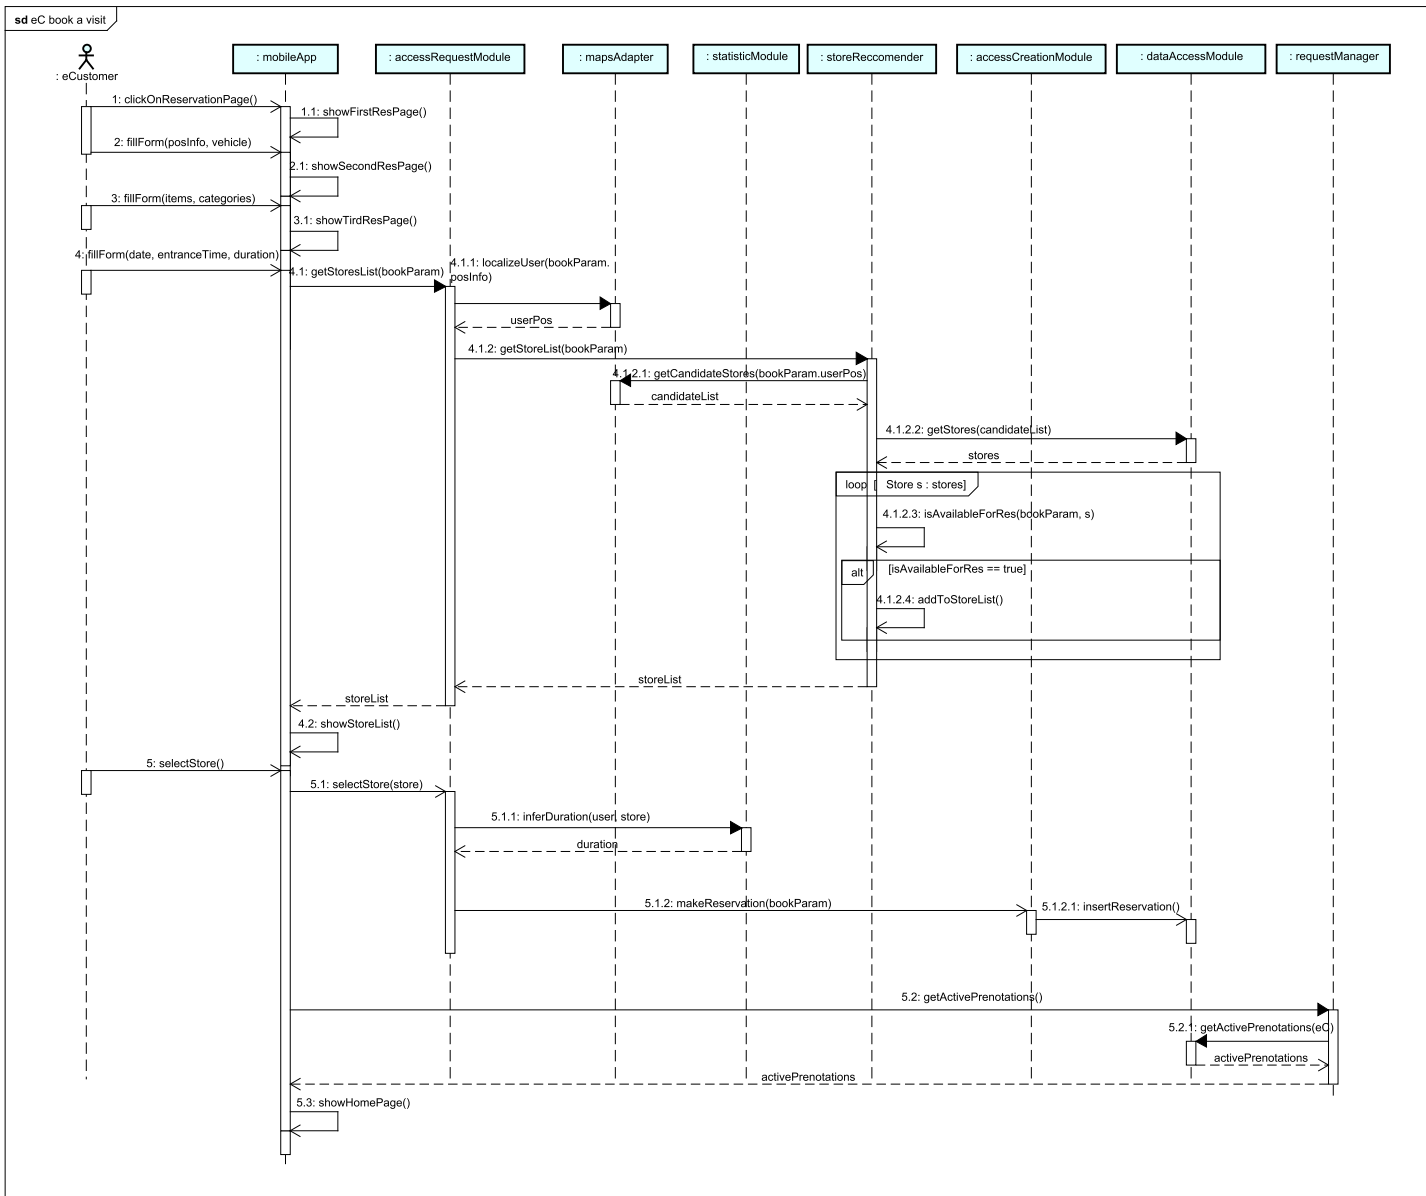 sd eC book a visit
: eCustomer
: mobileApp
: accessRequestModule
: mapsAdapter
: statisticModule
: storeReccomender
: accessCreationModule
: dataAccessModule
: requestManager
1: clickOnReservationPage()
1.1: showFirstResPage()
2: fillForm(posInfo, vehicle)
2.1: showSecondResPage()
3: fillForm(items, categories)
3.1: showTirdResPage()
4: fillForm(date, entranceTime, duration)
4.1: getStoresList(bookParam)
4.1.1: localizeUser(bookParam.
posInfo)
userPos
4.1.2: getStoreList(bookParam)
4.1.2.1: getCandidateStores(bookParam.userPos)
candidateList
4.1.2.2: getStores(candidateList)
stores
loop [ Store s : stores]
4.1.2.3: isAvailableForRes(bookParam, s)
alt [isAvailableForRes == true]
4.1.2.4: addToStoreList()
storeList
storeList
4.2: showStoreList()
5: selectStore()
5.1: selectStore(store)
5.1.1: inferDuration(user, store)
duration
5.1.2: makeReservation(bookParam)
5.1.2.1: insertReservation()
5.2: getActivePrenotations()
5.2.1: getActivePrenotations(eC)
activePrenotations
activePrenotations
5.3: showHomePage()